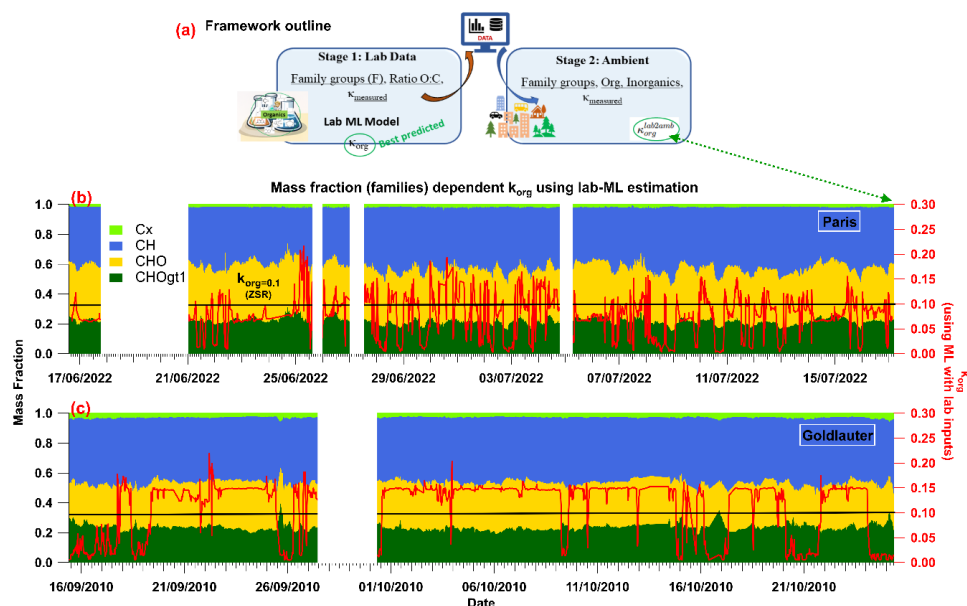 (a) Framework outline
DATA
Stage 1: Lab Data
Family groups (F), Ratio O:C,
κmeasured
Organics
Lab ML Model
κorg Best predicted
Stage 2: Ambient
Family groups, Org, Inorganics,
κmeasured
κ_org^lab2amb
Mass fraction (families) dependent korg using lab-ML estimation
(b)
Paris
Cx
CH
CHO
CHOgt1
korg=0.1
(ZSR)
1.0
0.8
0.6
0.4
0.2
0.0
0.30
0.25
0.20
0.15
0.10
0.05
0.00
17/06/2022 21/06/2022 25/06/2022 29/06/2022 03/07/2022 07/07/2022 11/07/2022 15/07/2022
Mass Fraction
κorg
(using ML with lab inputs)
(c)
Goldlauter
1.0
0.8
0.6
0.4
0.2
0.0
0.30
0.25
0.20
0.15
0.10
0.05
0.00
16/09/2010 21/09/2010 26/09/2010 01/10/2010 06/10/2010 11/10/2010 16/10/2010 21/10/2010
Date